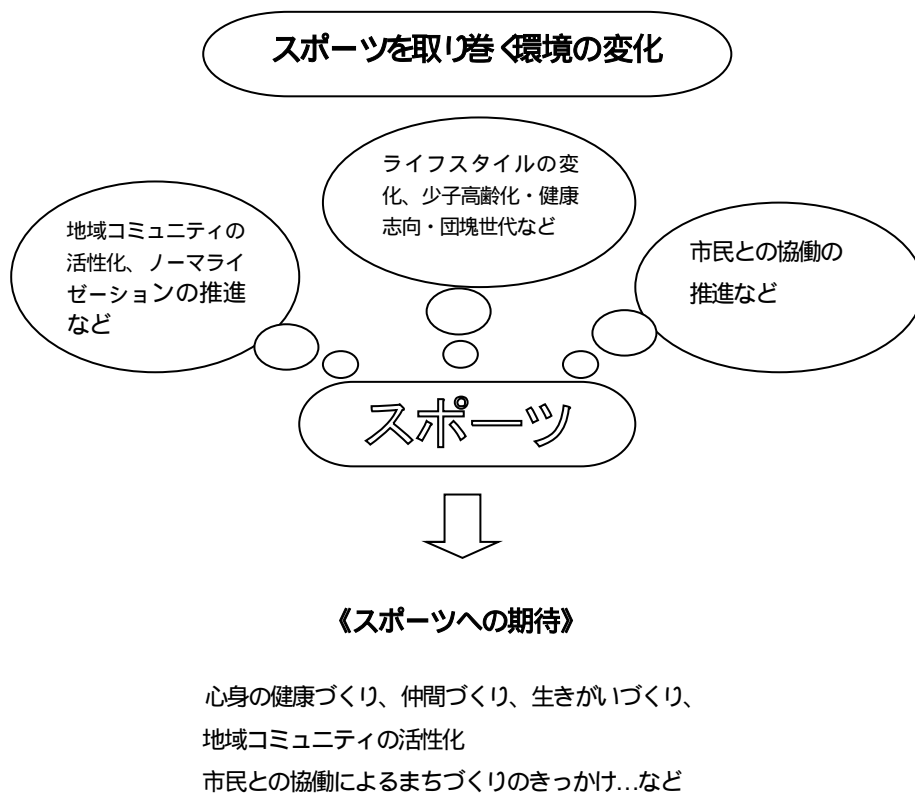 スポーツを取り巻く環境の変化
ライフスタイルの変
化、少子高齢化・健康
志向・団塊世代など
地域コミュニティの
活性化、ノーマライ
ゼーションの推進
など
市民との協働の
推進など
スポーツ
《スポーツへの期待》
心身の健康づくり、仲間づくり、生きがいづくり、
地域コミュニティの活性化
市民との協働によるまちづくりのきっかけ…など